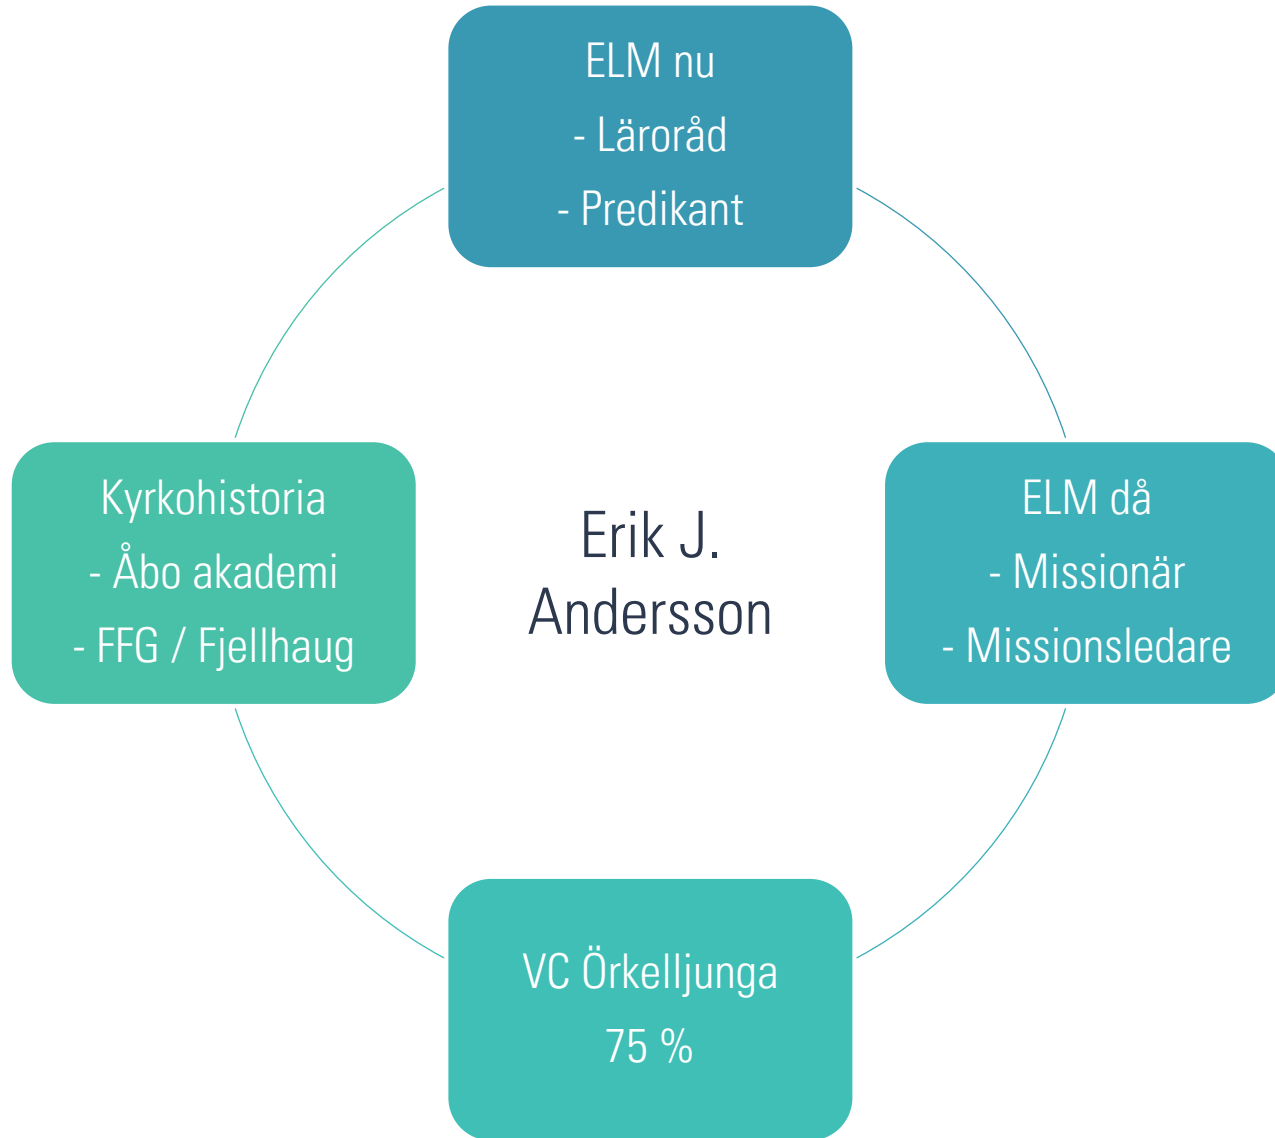 ELM nu
- Läroråd
- Predikant
Kyrkohistoria
- Åbo akademi
- FFG / Fjellhaug
Erik J.
Andersson
ELM då
- Missionär
- Missionsledare
VC Örkelljunga
75 %